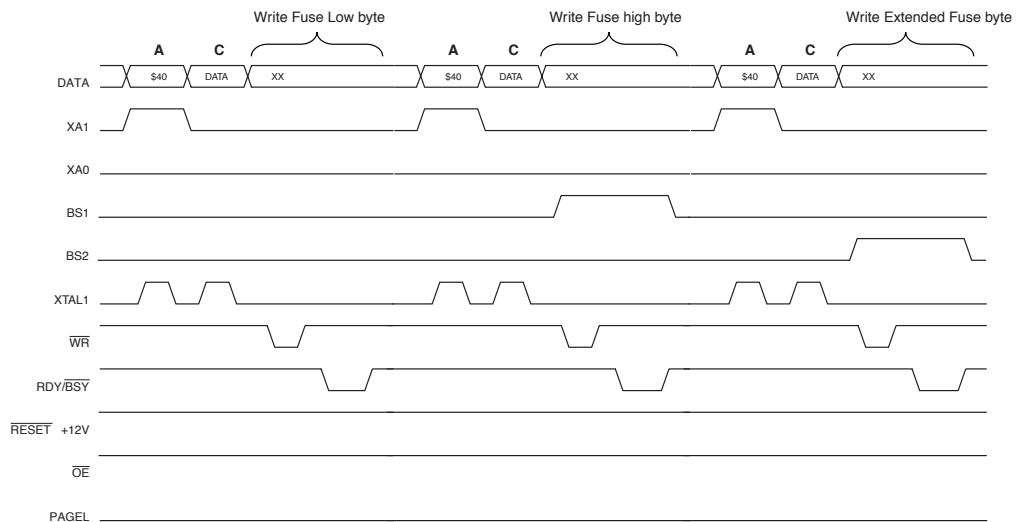 Write Fuse Low byte Write Fuse high byte Write Extended Fuse byte
A C A C A C
DATA $40 DATA XX $40 DATA XX $40 DATA XX
XA1
XA0
BS1
BS2
XTAL1
WR
RDY/BSY
RESET +12V
OE
PAGEL